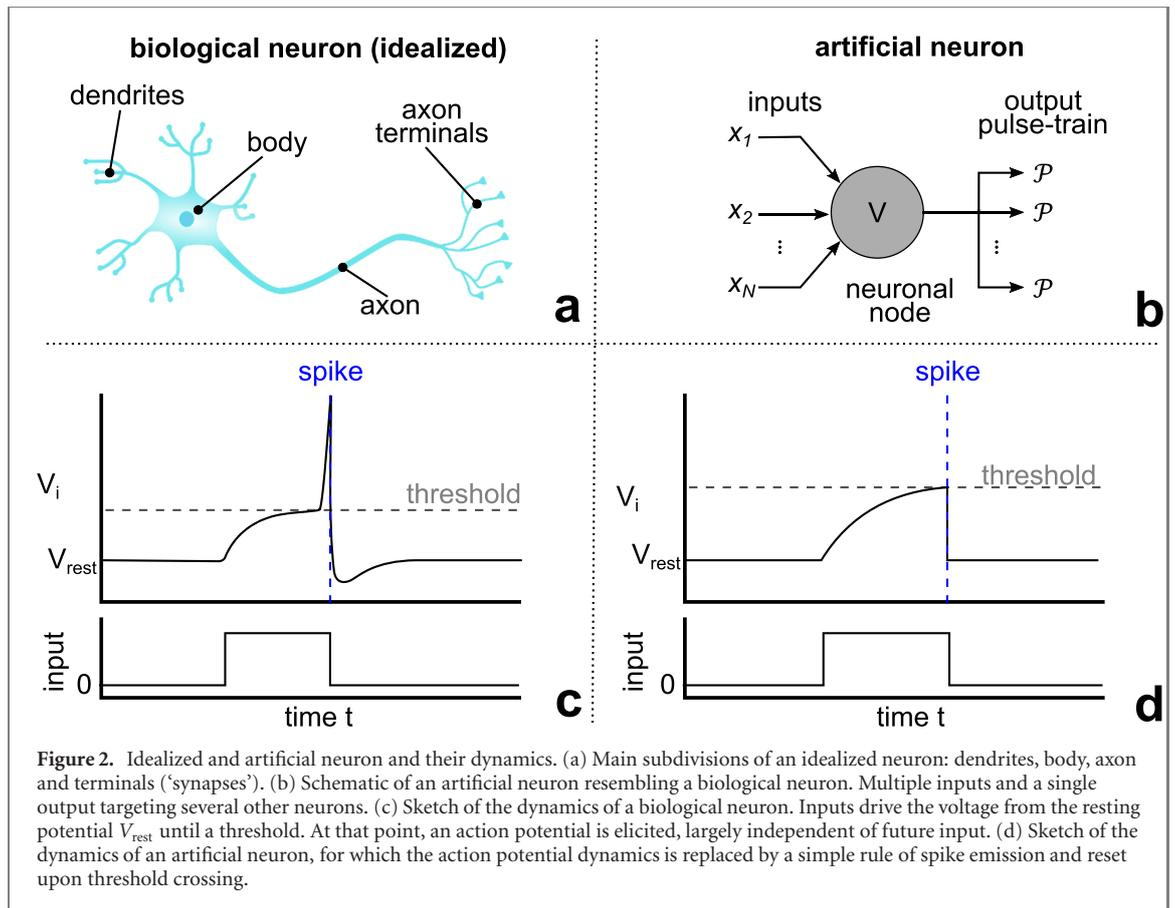 biological neuron (idealized)
dendrites
body
axon
terminals
axon
a
artificial neuron
inputs
output
pulse-train
x1
x2
⋮
xN
V
neuronal
node
𝒫
𝒫
⋮
𝒫
b
spike
Vi
threshold
Vrest
input
0
time t
c
spike
Vi
threshold
Vrest
input
0
time t
d
Figure 2. Idealized and artificial neuron and their dynamics. (a) Main subdivisions of an idealized neuron: dendrites, body, axon
and terminals (‘synapses’). (b) Schematic of an artificial neuron resembling a biological neuron. Multiple inputs and a single
output targeting several other neurons. (c) Sketch of the dynamics of a biological neuron. Inputs drive the voltage from the resting
potential Vrest until a threshold. At that point, an action potential is elicited, largely independent of future input. (d) Sketch of the
dynamics of an artificial neuron, for which the action potential dynamics is replaced by a simple rule of spike emission and reset
upon threshold crossing.